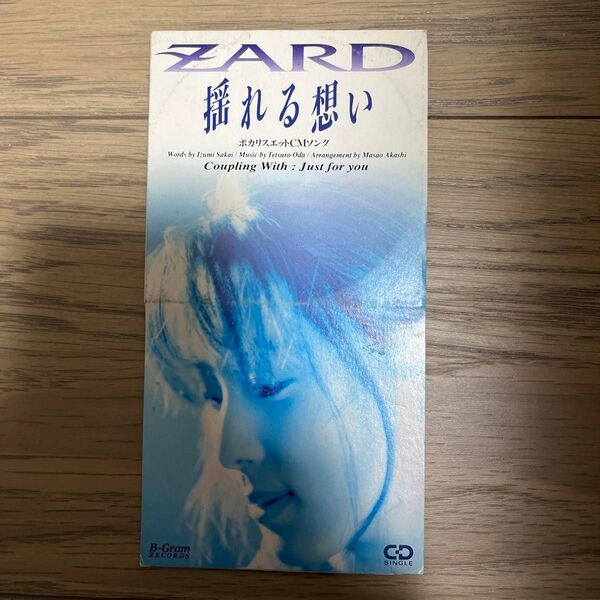 ZARD
揺れる想い
ポカリスエットCMソング
Words by Izumi Sakai / Music by Tetsuro Oda / Arrangement by Masao Akashi
Coupling With : Just for you
B-Gram
RECORDS
CD
SINGLE